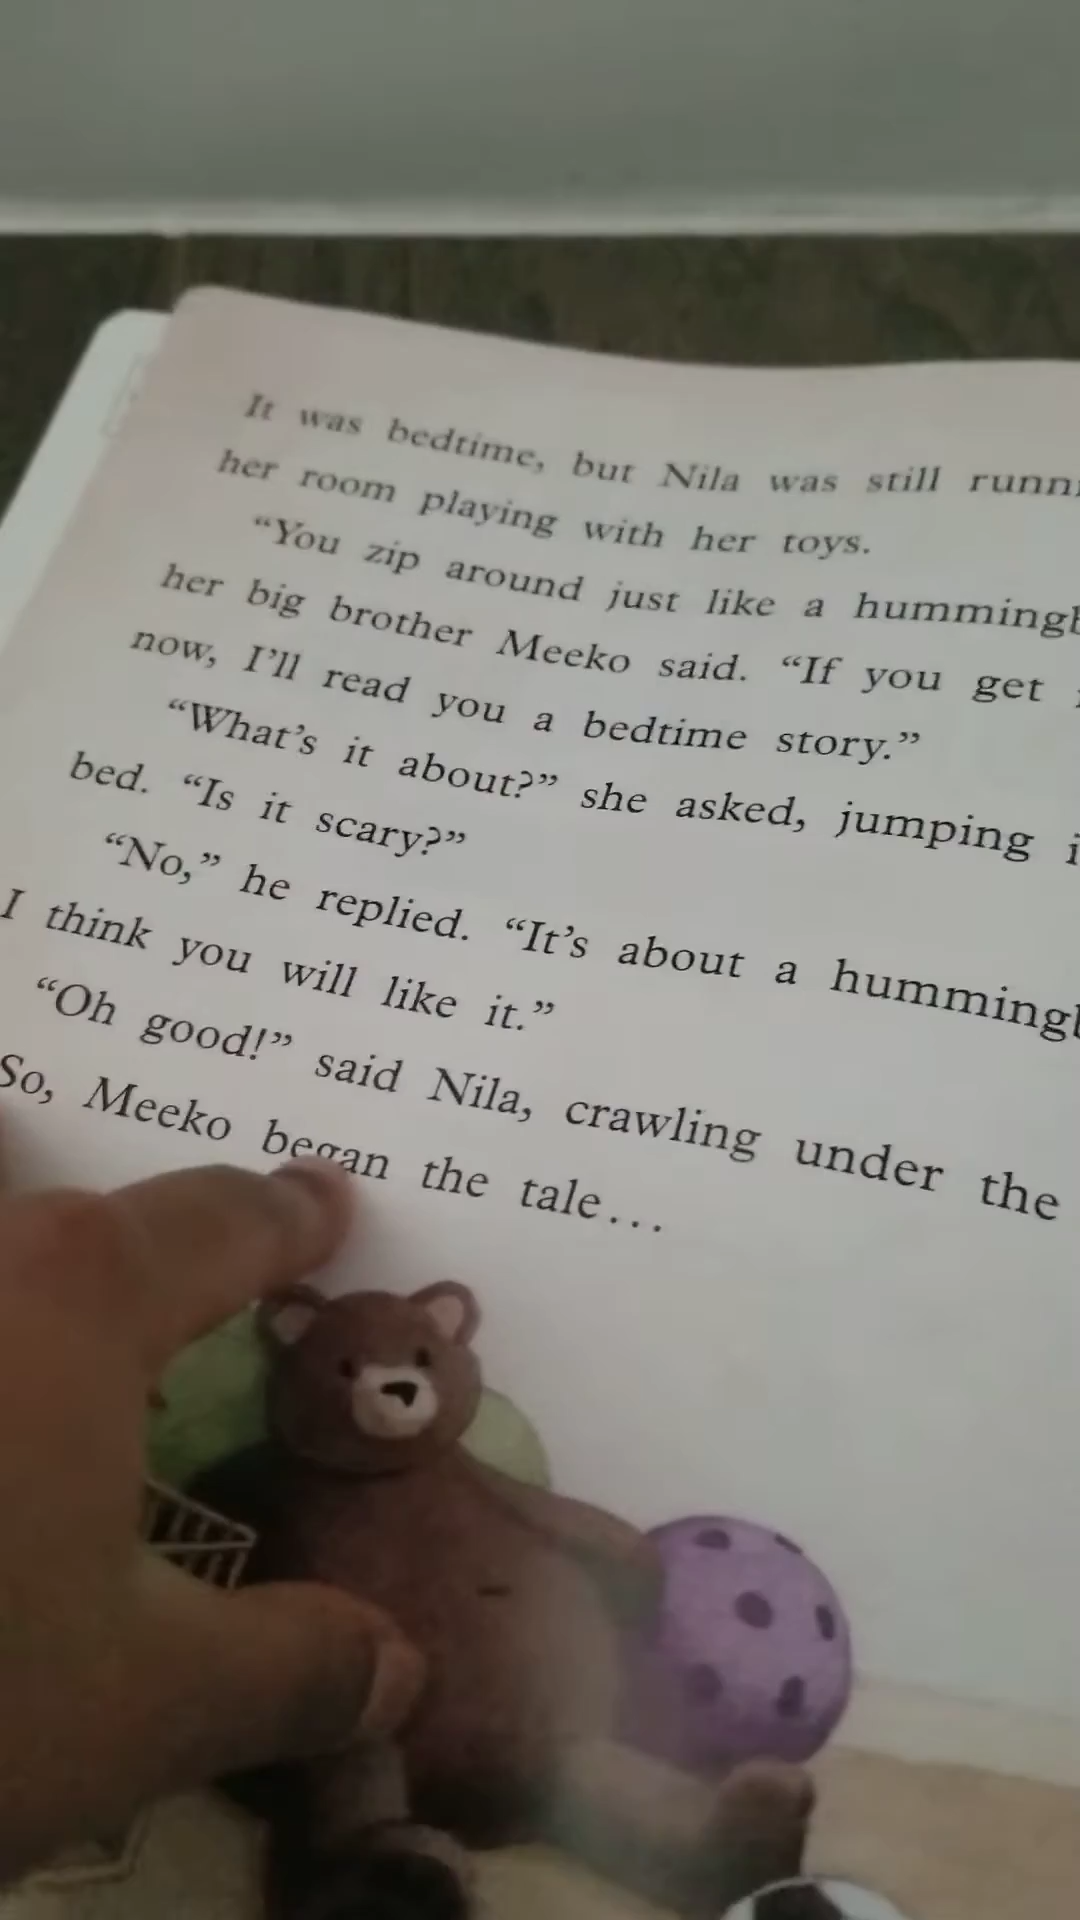 It was bedtime, but Nila was still
her room playing with her toys.
“You zip around just like a
her big brother Meeko said. “If you get
now, I’ll read you a bedtime story.”
“What’s it about?” she asked, jumping
bed. “Is it scary?”
“No,” he replied. “It’s about a
I think you will like it.”
“Oh good!” said Nila, crawling under the
So, Meeko began the tale...